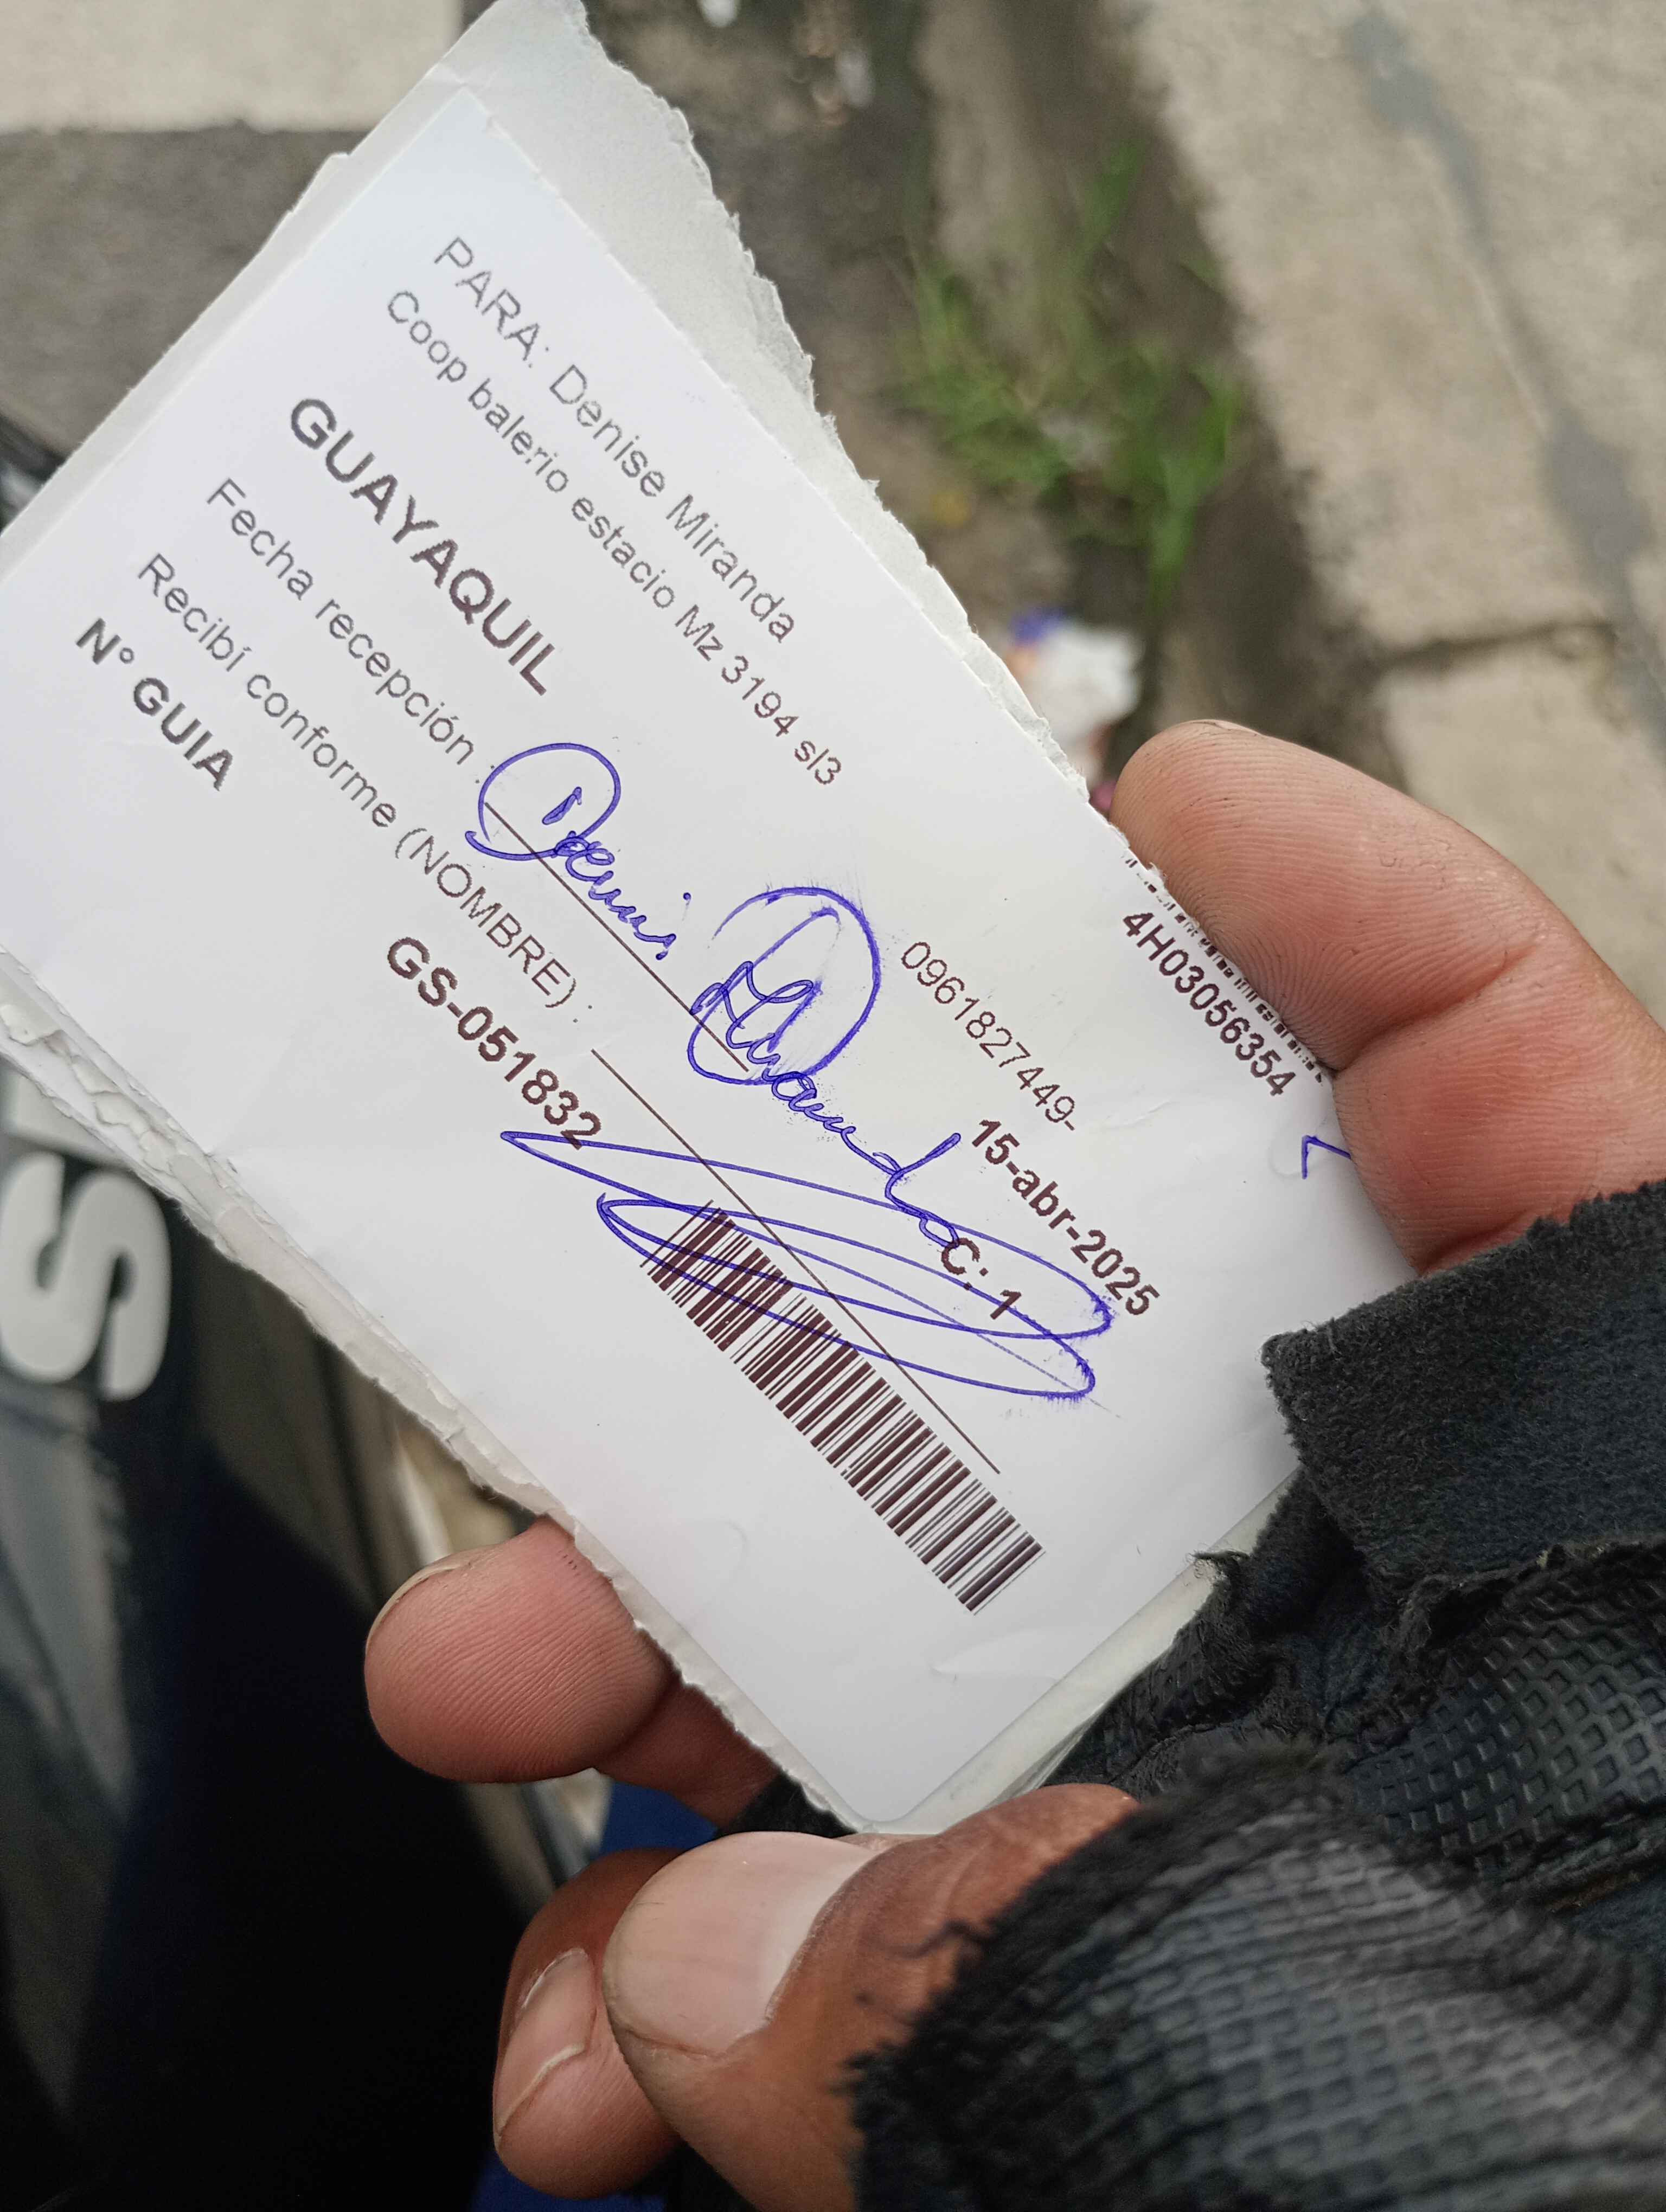 4H03056354
PARA: Denise Miranda
Coop balerio estacio Mz 3194 sl3
0961827449-
GUAYAQUIL
15-abr-2025
Fecha recepción :
C: 1
Recibí conforme (NOMBRE) :
N° GUIA
GS-051832